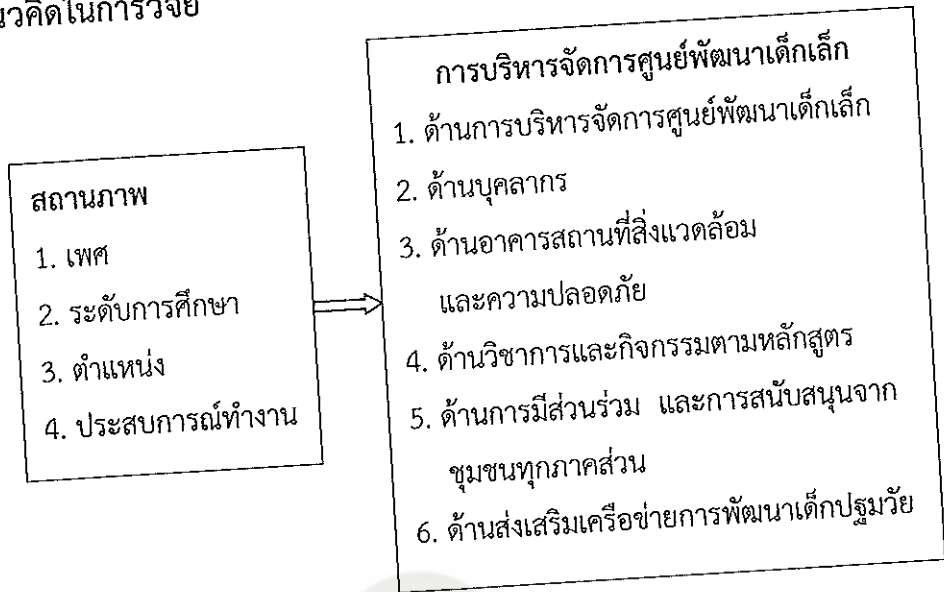 แนวคิดในการวิจัย
สถานภาพ
1. เพศ
2. ระดับการศึกษา
3. ตำแหน่ง
4. ประสบการณ์ทำงาน
การบริหารจัดการศูนย์พัฒนาเด็กเล็ก
1. ด้านการบริหารจัดการศูนย์พัฒนาเด็กเล็ก
2. ด้านบุคลากร
3. ด้านอาคารสถานที่สิ่งแวดล้อม
และความปลอดภัย
4. ด้านวิชาการและกิจกรรมตามหลักสูตร
5. ด้านการมีส่วนร่วม และการสนับสนุนจาก
ชุมชนทุกภาคส่วน
6. ด้านส่งเสริมเครือข่ายการพัฒนาเด็กปฐมวัย